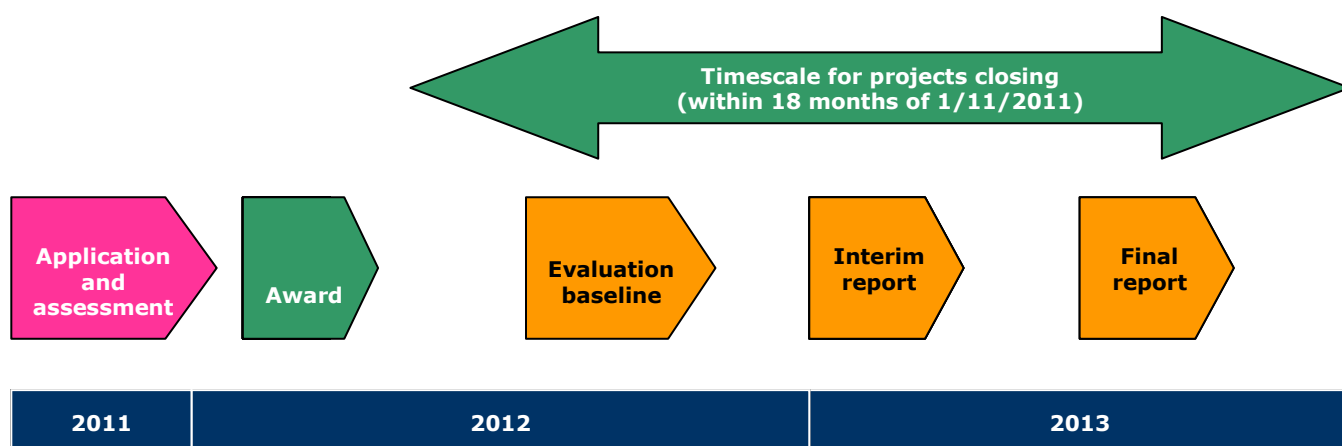 Timescale for projects closing
(within 18 months of 1/11/2011)
Application
and
assessment
Award
Evaluation
baseline
Interim
report
Final
report
2011
2012
2013